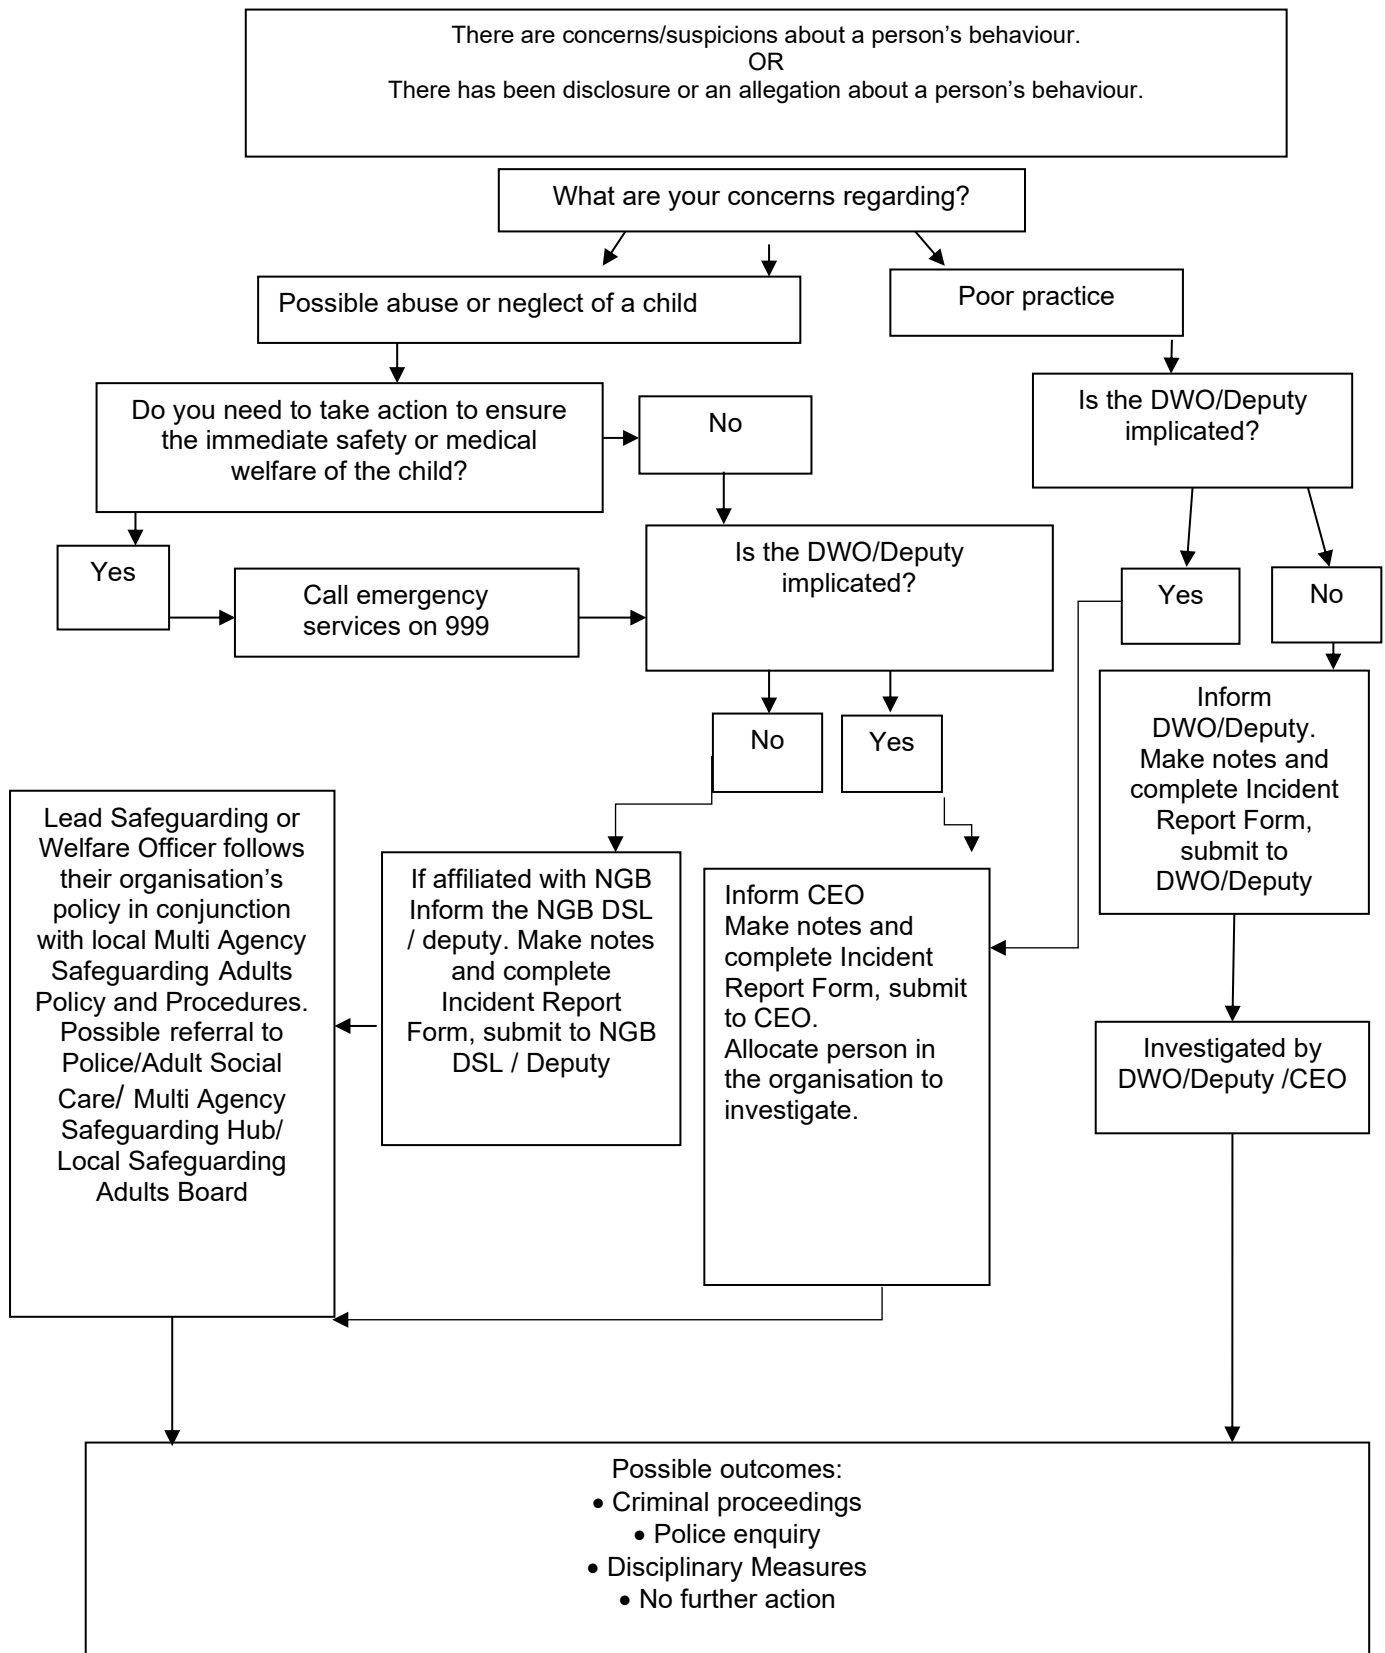 There are concerns/suspicions about a person’s behaviour.
OR
There has been disclosure or an allegation about a person’s behaviour.
What are your concerns regarding?
Possible abuse or neglect of a child
Poor practice
Do you need to take action to ensure
the immediate safety or medical
welfare of the child?
No
Is the DWO/Deputy
implicated?
Yes
Call emergency
services on 999
Is the DWO/Deputy
implicated?
Yes
No
No
Yes
Inform
DWO/Deputy.
Make notes and
complete Incident
Report Form,
submit to
DWO/Deputy
Lead Safeguarding or
Welfare Officer follows
their organisation’s
policy in conjunction
with local Multi Agency
Safeguarding Adults
Policy and Procedures.
Possible referral to
Police/Adult Social
Care/ Multi Agency
Safeguarding Hub/
Local Safeguarding
Adults Board
If affiliated with NGB
Inform the NGB DSL
/ deputy. Make notes
and complete
Incident Report
Form, submit to NGB
DSL / Deputy
Inform CEO
Make notes and
complete Incident
Report Form, submit
to CEO.
Allocate person in
the organisation to
investigate.
Investigated by
DWO/Deputy /CEO
Possible outcomes:
• Criminal proceedings
• Police enquiry
• Disciplinary Measures
• No further action